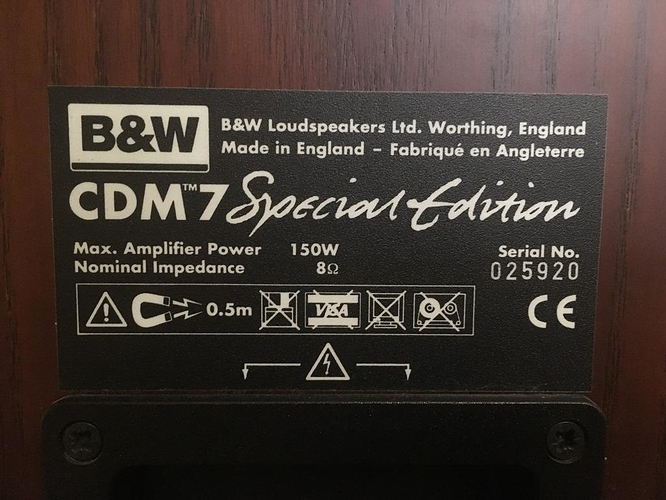 B&W
B&W Loudspeakers Ltd. Worthing, England
Made in England – Fabriqué en Angleterre
CDM™7 Special Edition
Max. Amplifier Power 150W
Nominal Impedance 8Ω
Serial No.
025920
0.5m
VISA
CE